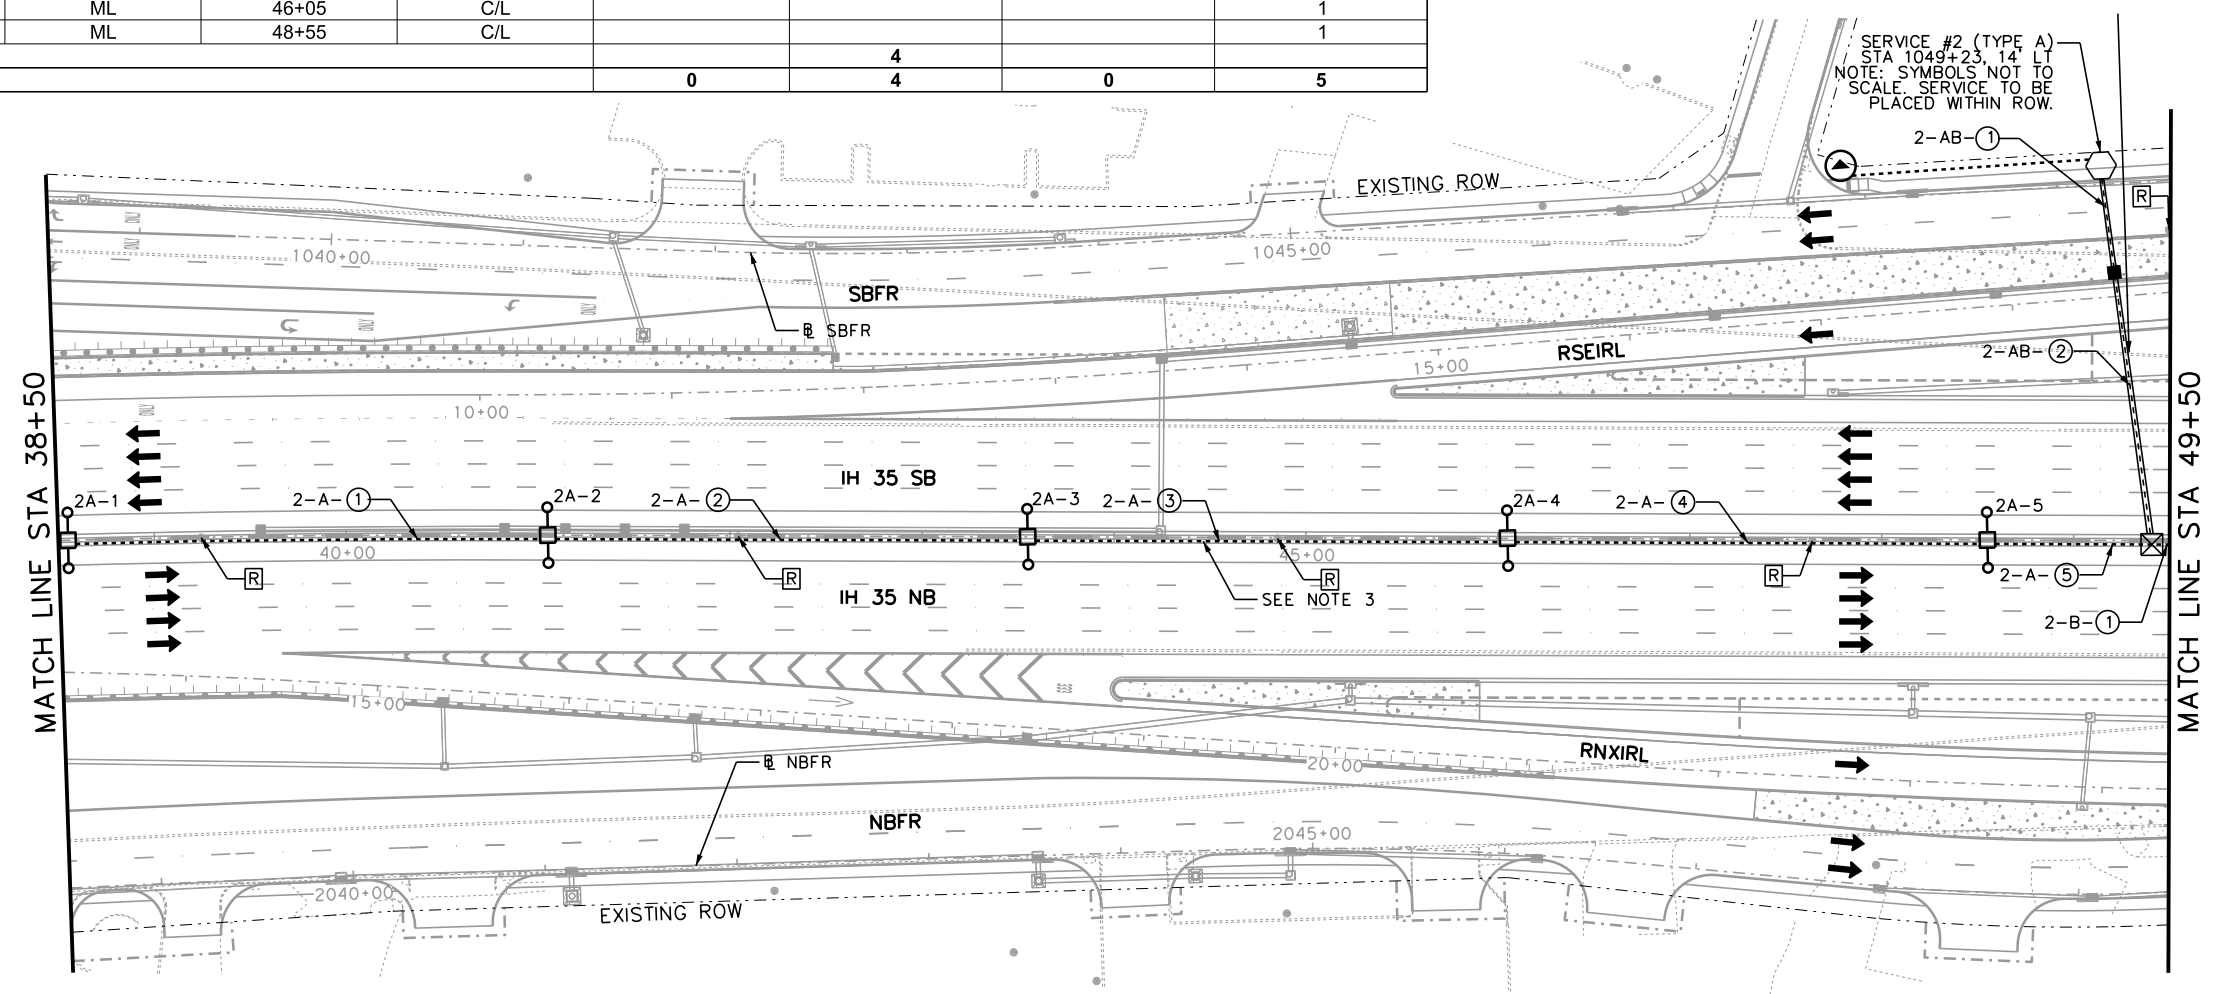 ML 46+05 C/L 1
ML 48+55 C/L 1
4
0 4 0 5
SERVICE #2 (TYPE A)
STA 1049+23, 14' LT
NOTE: SYMBOLS NOT TO
SCALE. SERVICE TO BE
PLACED WITHIN ROW.
2-AB-1
R
EXISTING ROW
ONLY
ONLY
1040+00
1045+00
SBFR
ONLY
ONLY
℄ SBFR
RSEIRL
2-AB-2
15+00
10+00
ONLY
MATCH LINE STA 38+50
MATCH LINE STA 49+50
IH 35 SB
2A-1
2-A-1
2A-2
2-A-2
2A-3
2-A-3
2A-4
2-A-4
2A-5
40+00
45+00
R
R
R
R
2-A-5
IH 35 NB
SEE NOTE 3
2-B-1
15+00
RNXIRL
℄ NBFR
20+00
NBFR
2045+00
2040+00
EXISTING ROW